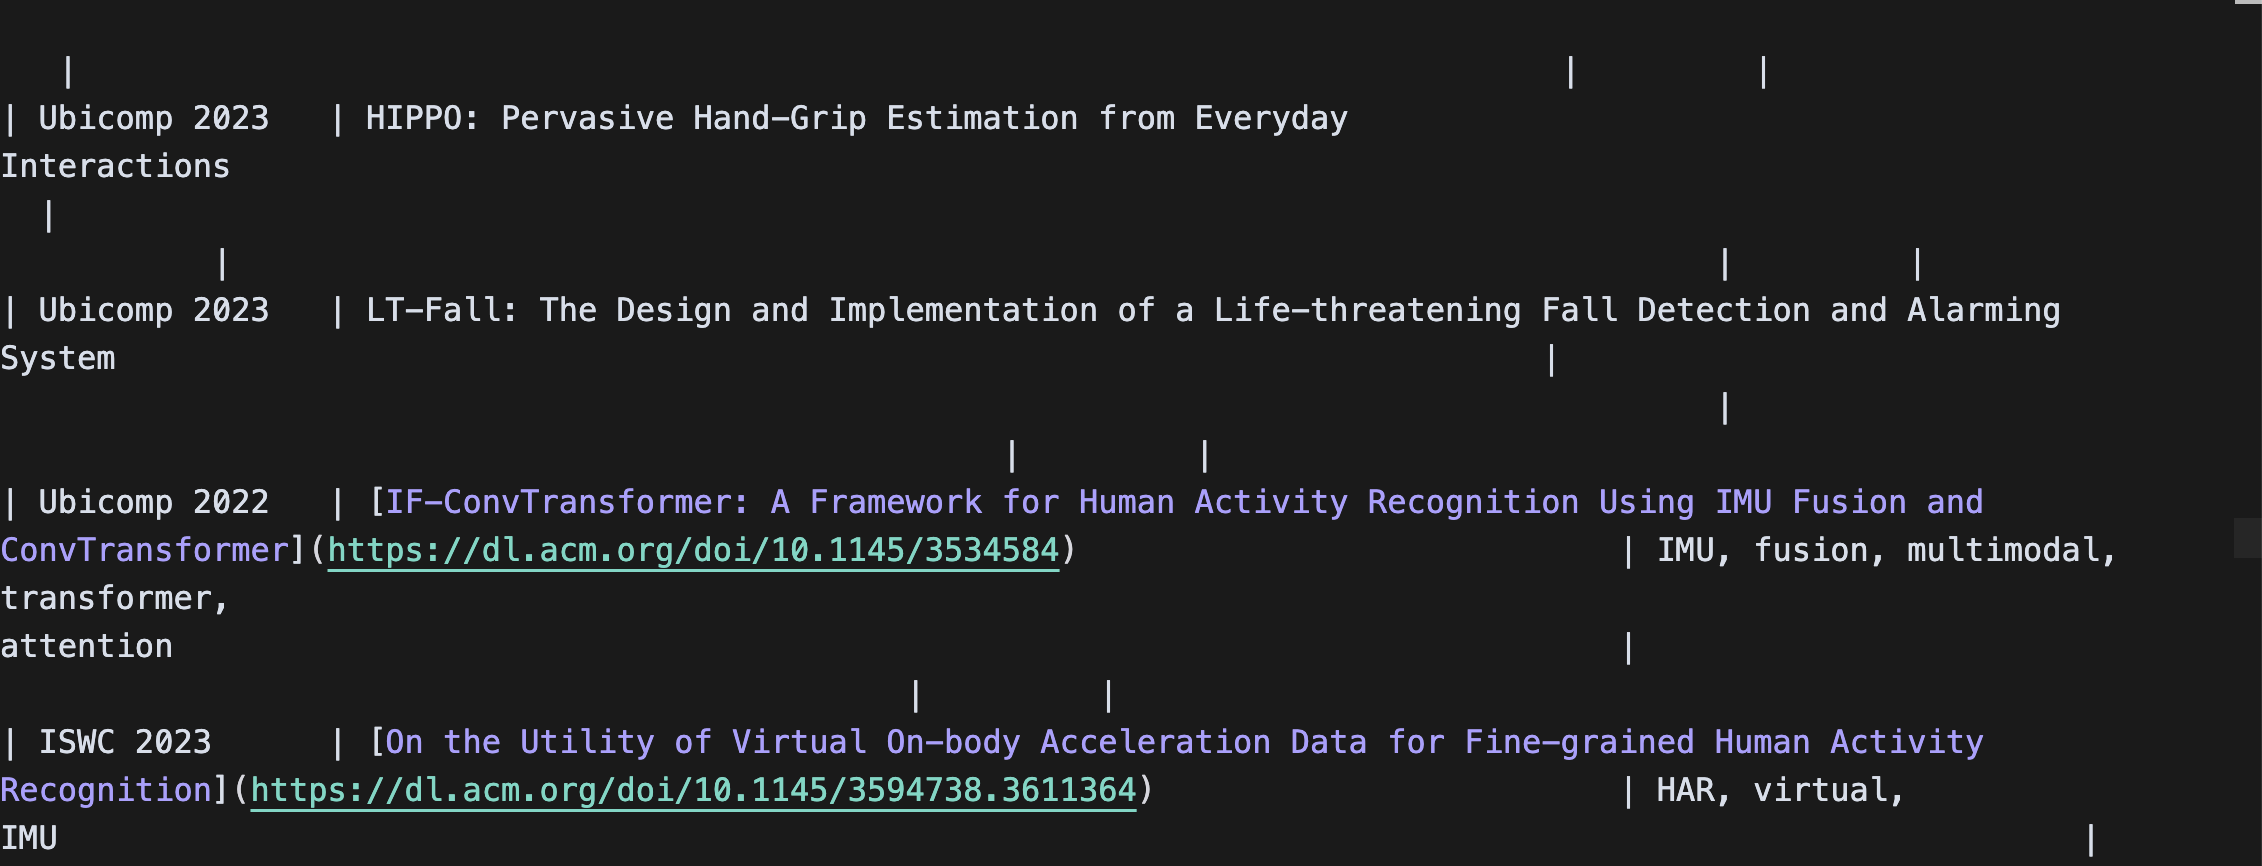 | | |
| Ubicomp 2023 | HIPPO: Pervasive Hand-Grip Estimation from Everyday
Interactions
|
| | |
| Ubicomp 2023 | LT-Fall: The Design and Implementation of a Life-threatening Fall Detection and Alarming
System |
|
| |
| Ubicomp 2022 | [IF-ConvTransformer: A Framework for Human Activity Recognition Using IMU Fusion and
ConvTransformer](https://dl.acm.org/doi/10.1145/3534584) | IMU, fusion, multimodal,
transformer,
attention |
| |
| ISWC 2023 | [On the Utility of Virtual On-body Acceleration Data for Fine-grained Human Activity
Recognition](https://dl.acm.org/doi/10.1145/3594738.3611364) | HAR, virtual,
IMU |